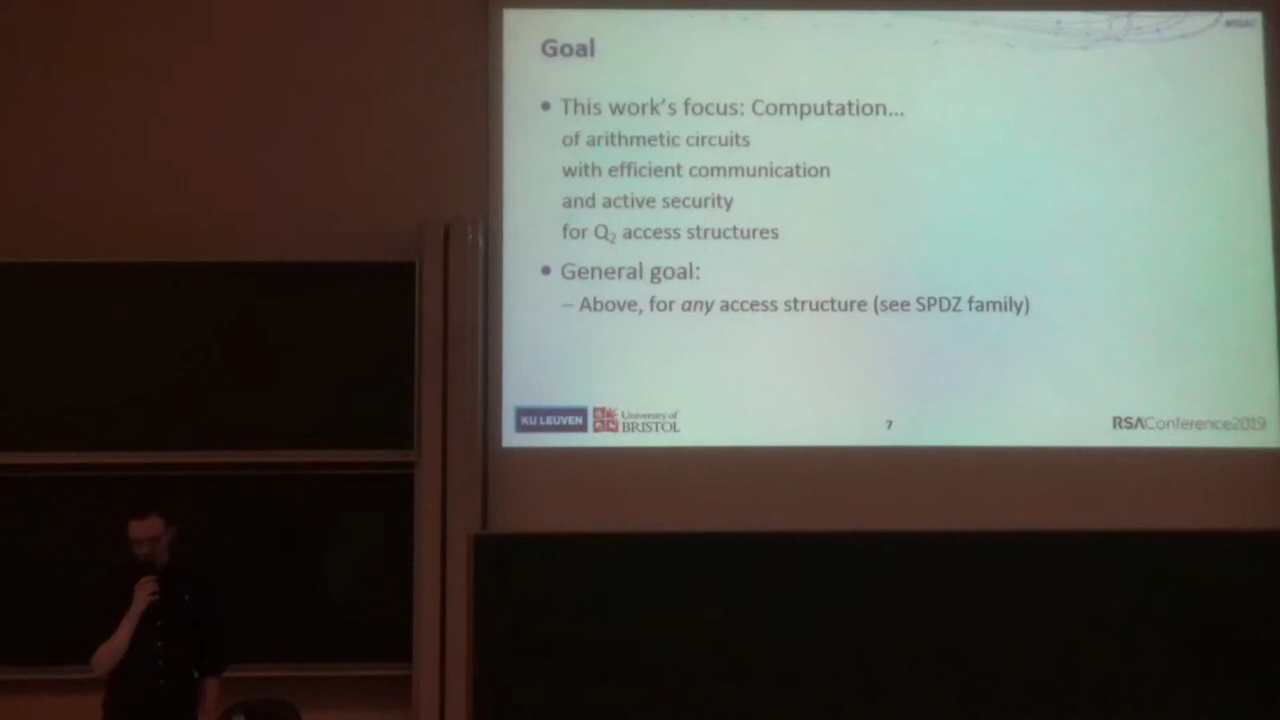 Goal
• This work's focus: Computation...
of arithmetic circuits
with efficient communication
and active security
for Q₂ access structures
• General goal:
– Above, for any access structure (see SPDZ family)
KU LEUVEN
University of
BRISTOL
7
RSAConference2019